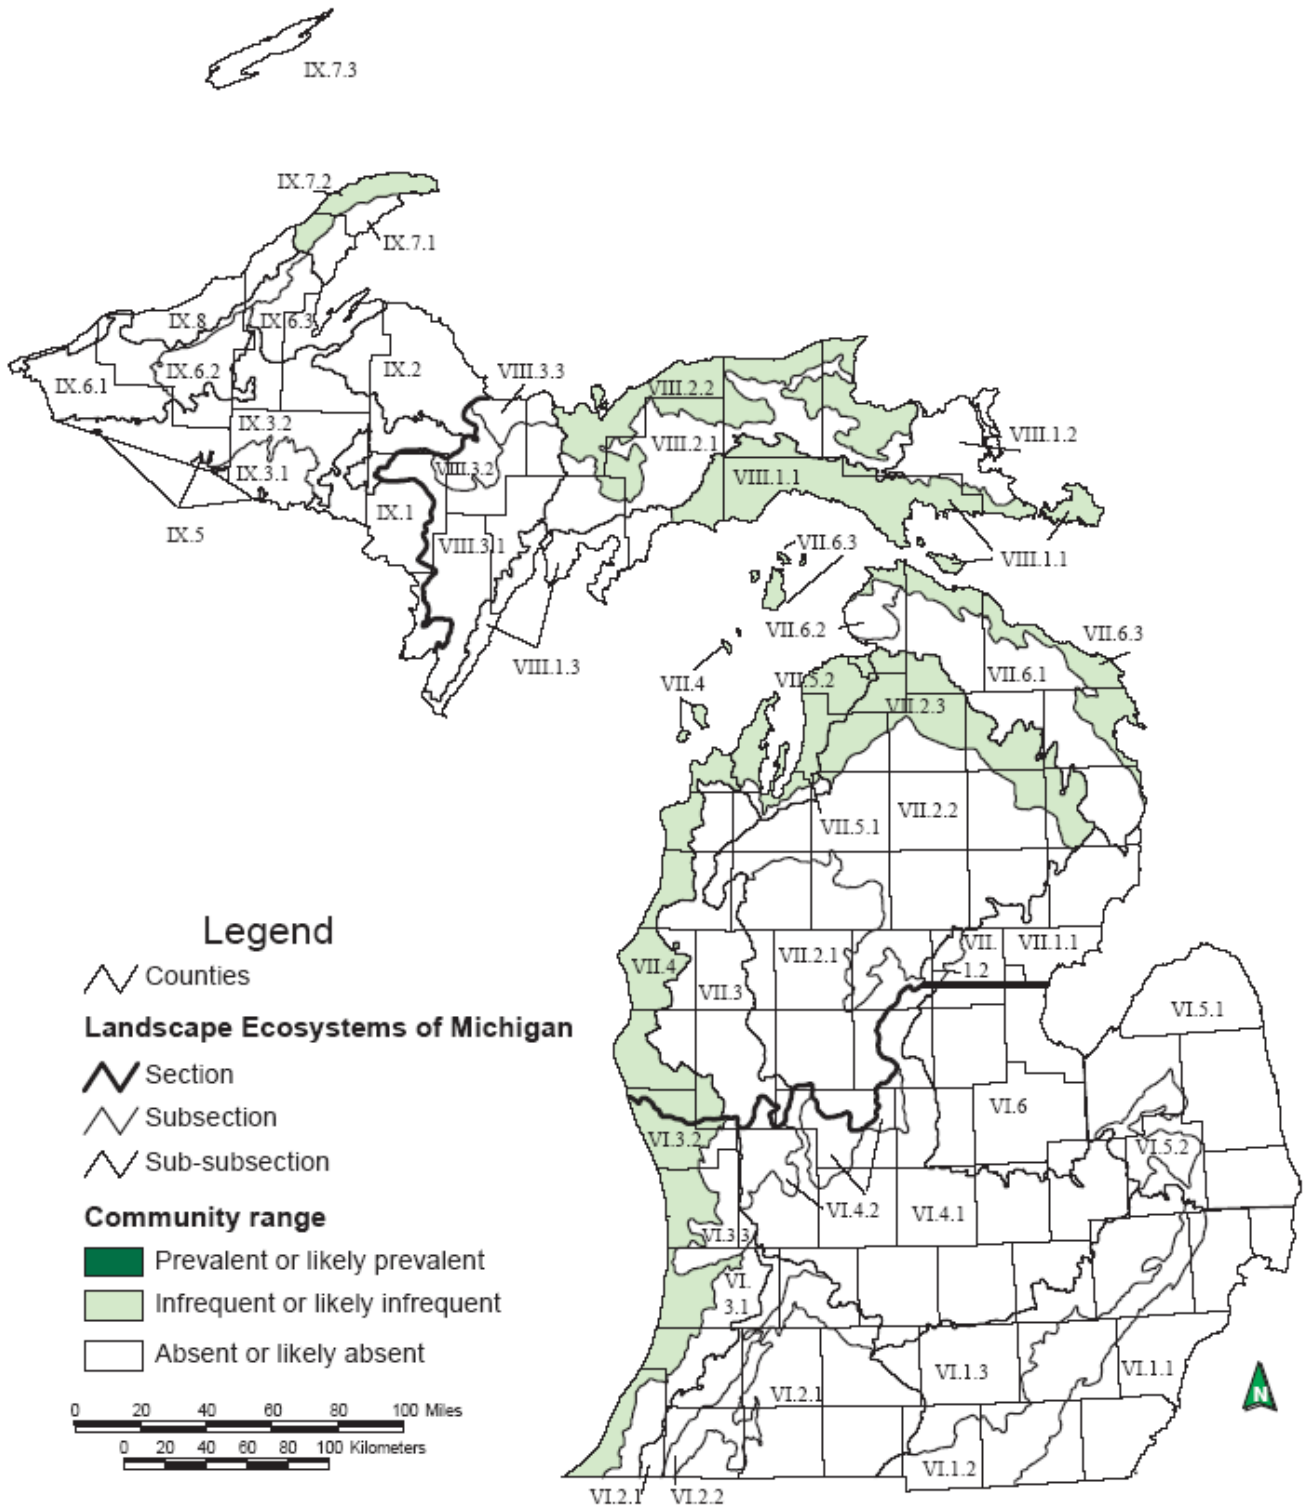 IX.7.3
IX.7.2
IX.7.1
IX.8
IX.6.3
IX.6.1
IX.6.2
IX.2
VIII.3.3
VIII.2.2
IX.3.2
VIII.2.1
VIII.1.2
IX.3.1
VIII.3.2
VIII.1.1
IX.5
IX.1
VIII.3.1
VII.6.3
VIII.1.1
VII.6.2
VII.6.3
VIII.1.3
VII.4
VII.5.2
VII.6.1
VII.2.3
VII.5.1
VII.2.2
VII.4
VII.3
VII.2.1
VII.
1.2
VII.1.1
VI.5.1
VI.6
VI.3.2
VI.5.2
VI.4.2
VI.4.1
VI.3.3
VI.
3.1
VI.2.1
VI.1.3
VI.1.1
VI.1.2
VI.2.1
VI.2.2
Legend
Counties
Landscape Ecosystems of Michigan
Section
Subsection
Sub-subsection
Community range
Prevalent or likely prevalent
Infrequent or likely infrequent
Absent or likely absent
0 20 40 60 80 100 Miles
0 20 40 60 80 100 Kilometers
N